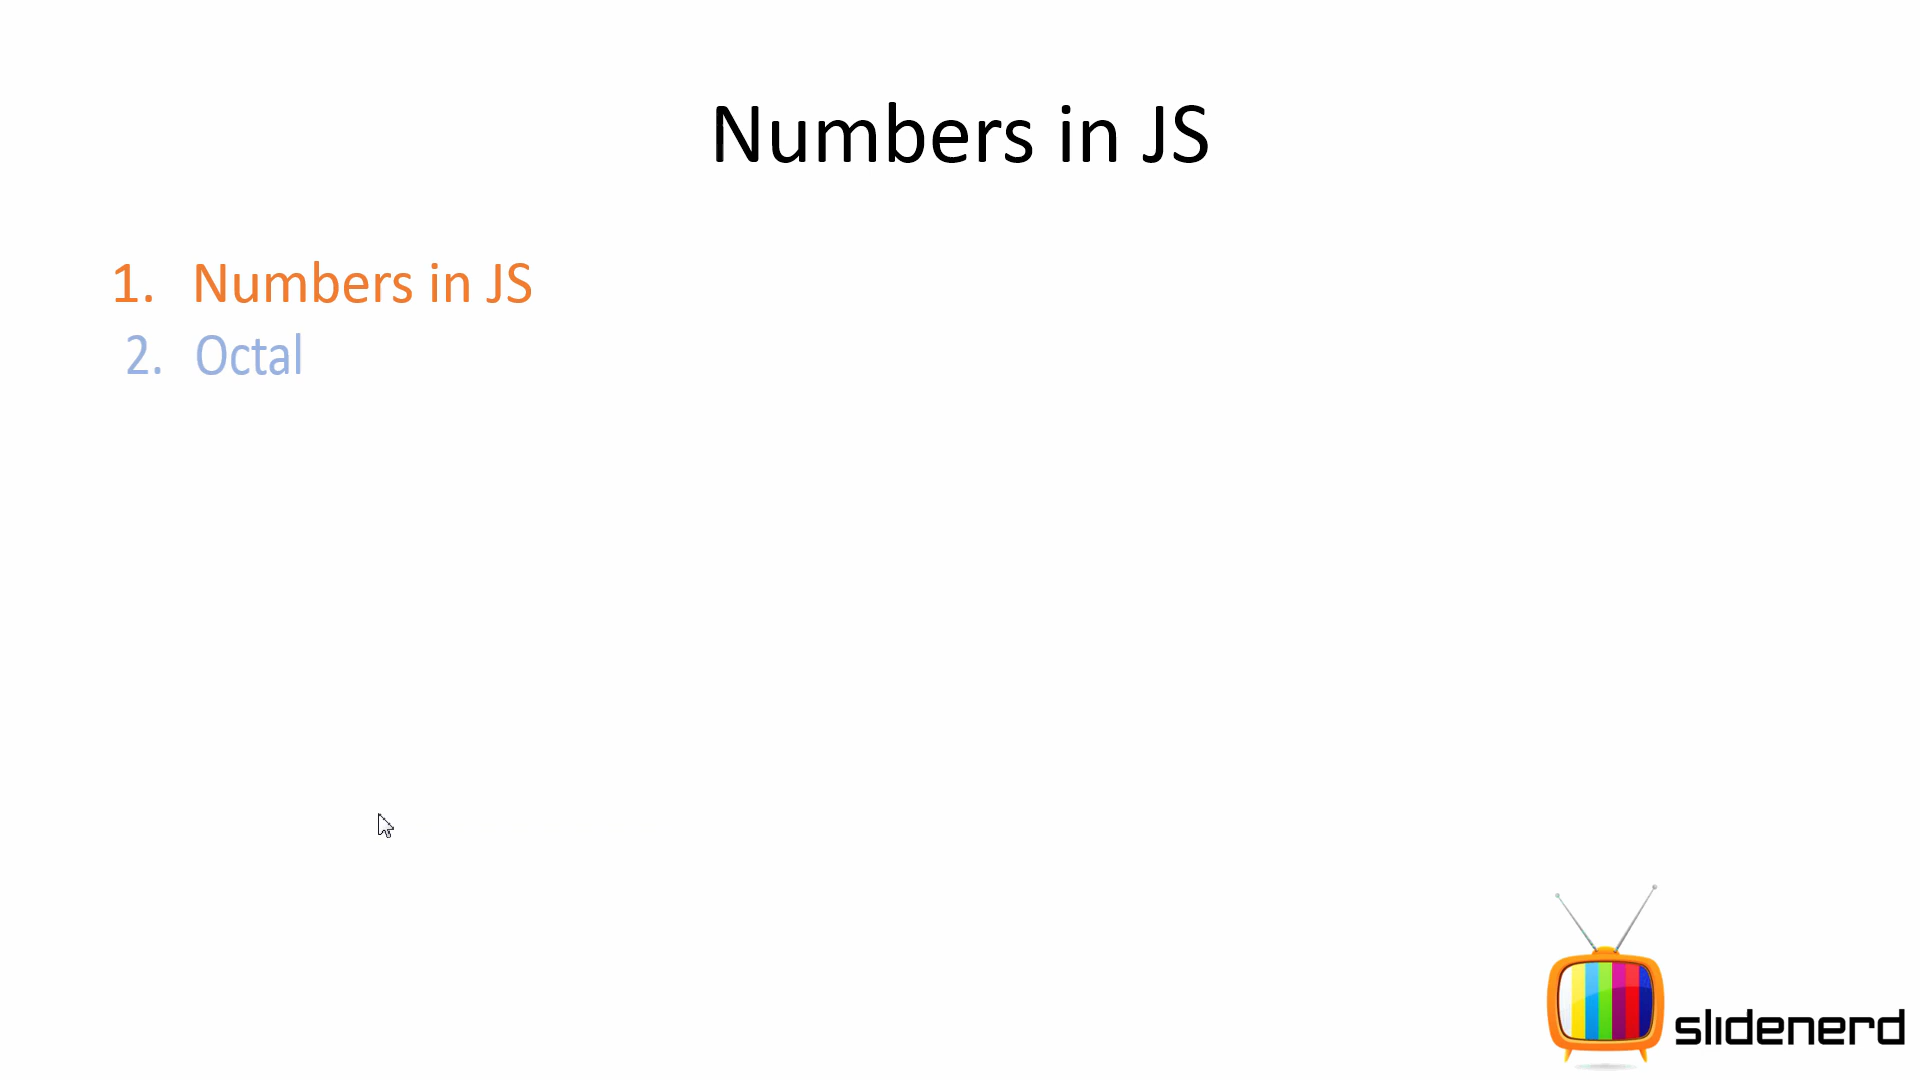 Numbers in JS
1. Numbers in JS
2. Octal
slidenerd